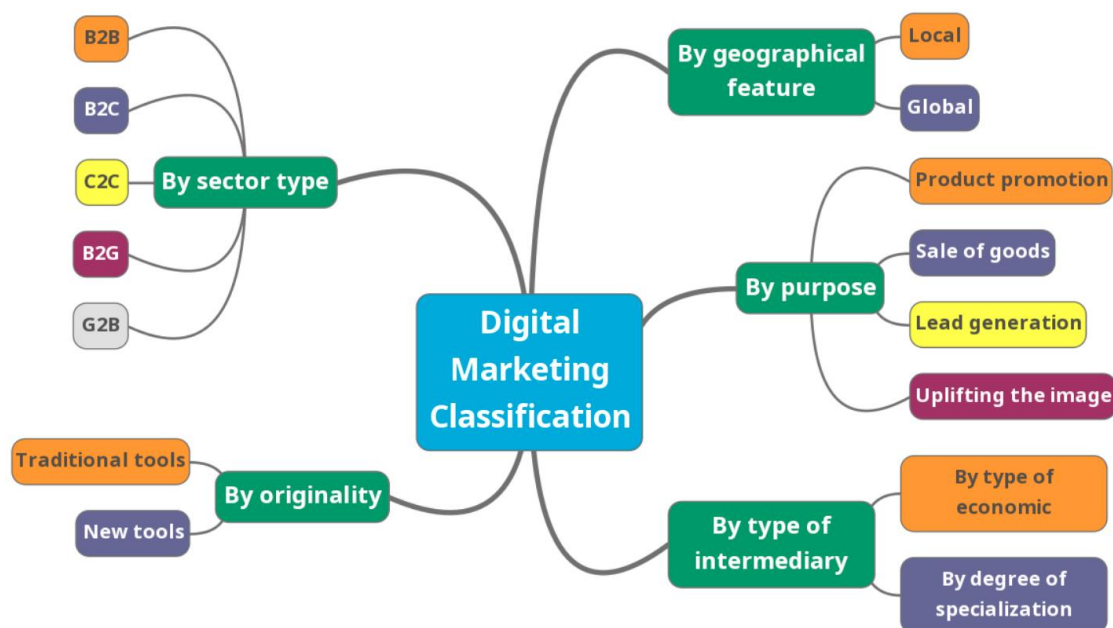 Digital
Marketing
Classification
By sector type
B2B
B2C
C2C
B2G
G2B
By originality
Traditional tools
New tools
By geographical
feature
Local
Global
By purpose
Product promotion
Sale of goods
Lead generation
Uplifting the image
By type of
intermediary
By type of
economic
By degree of
specialization